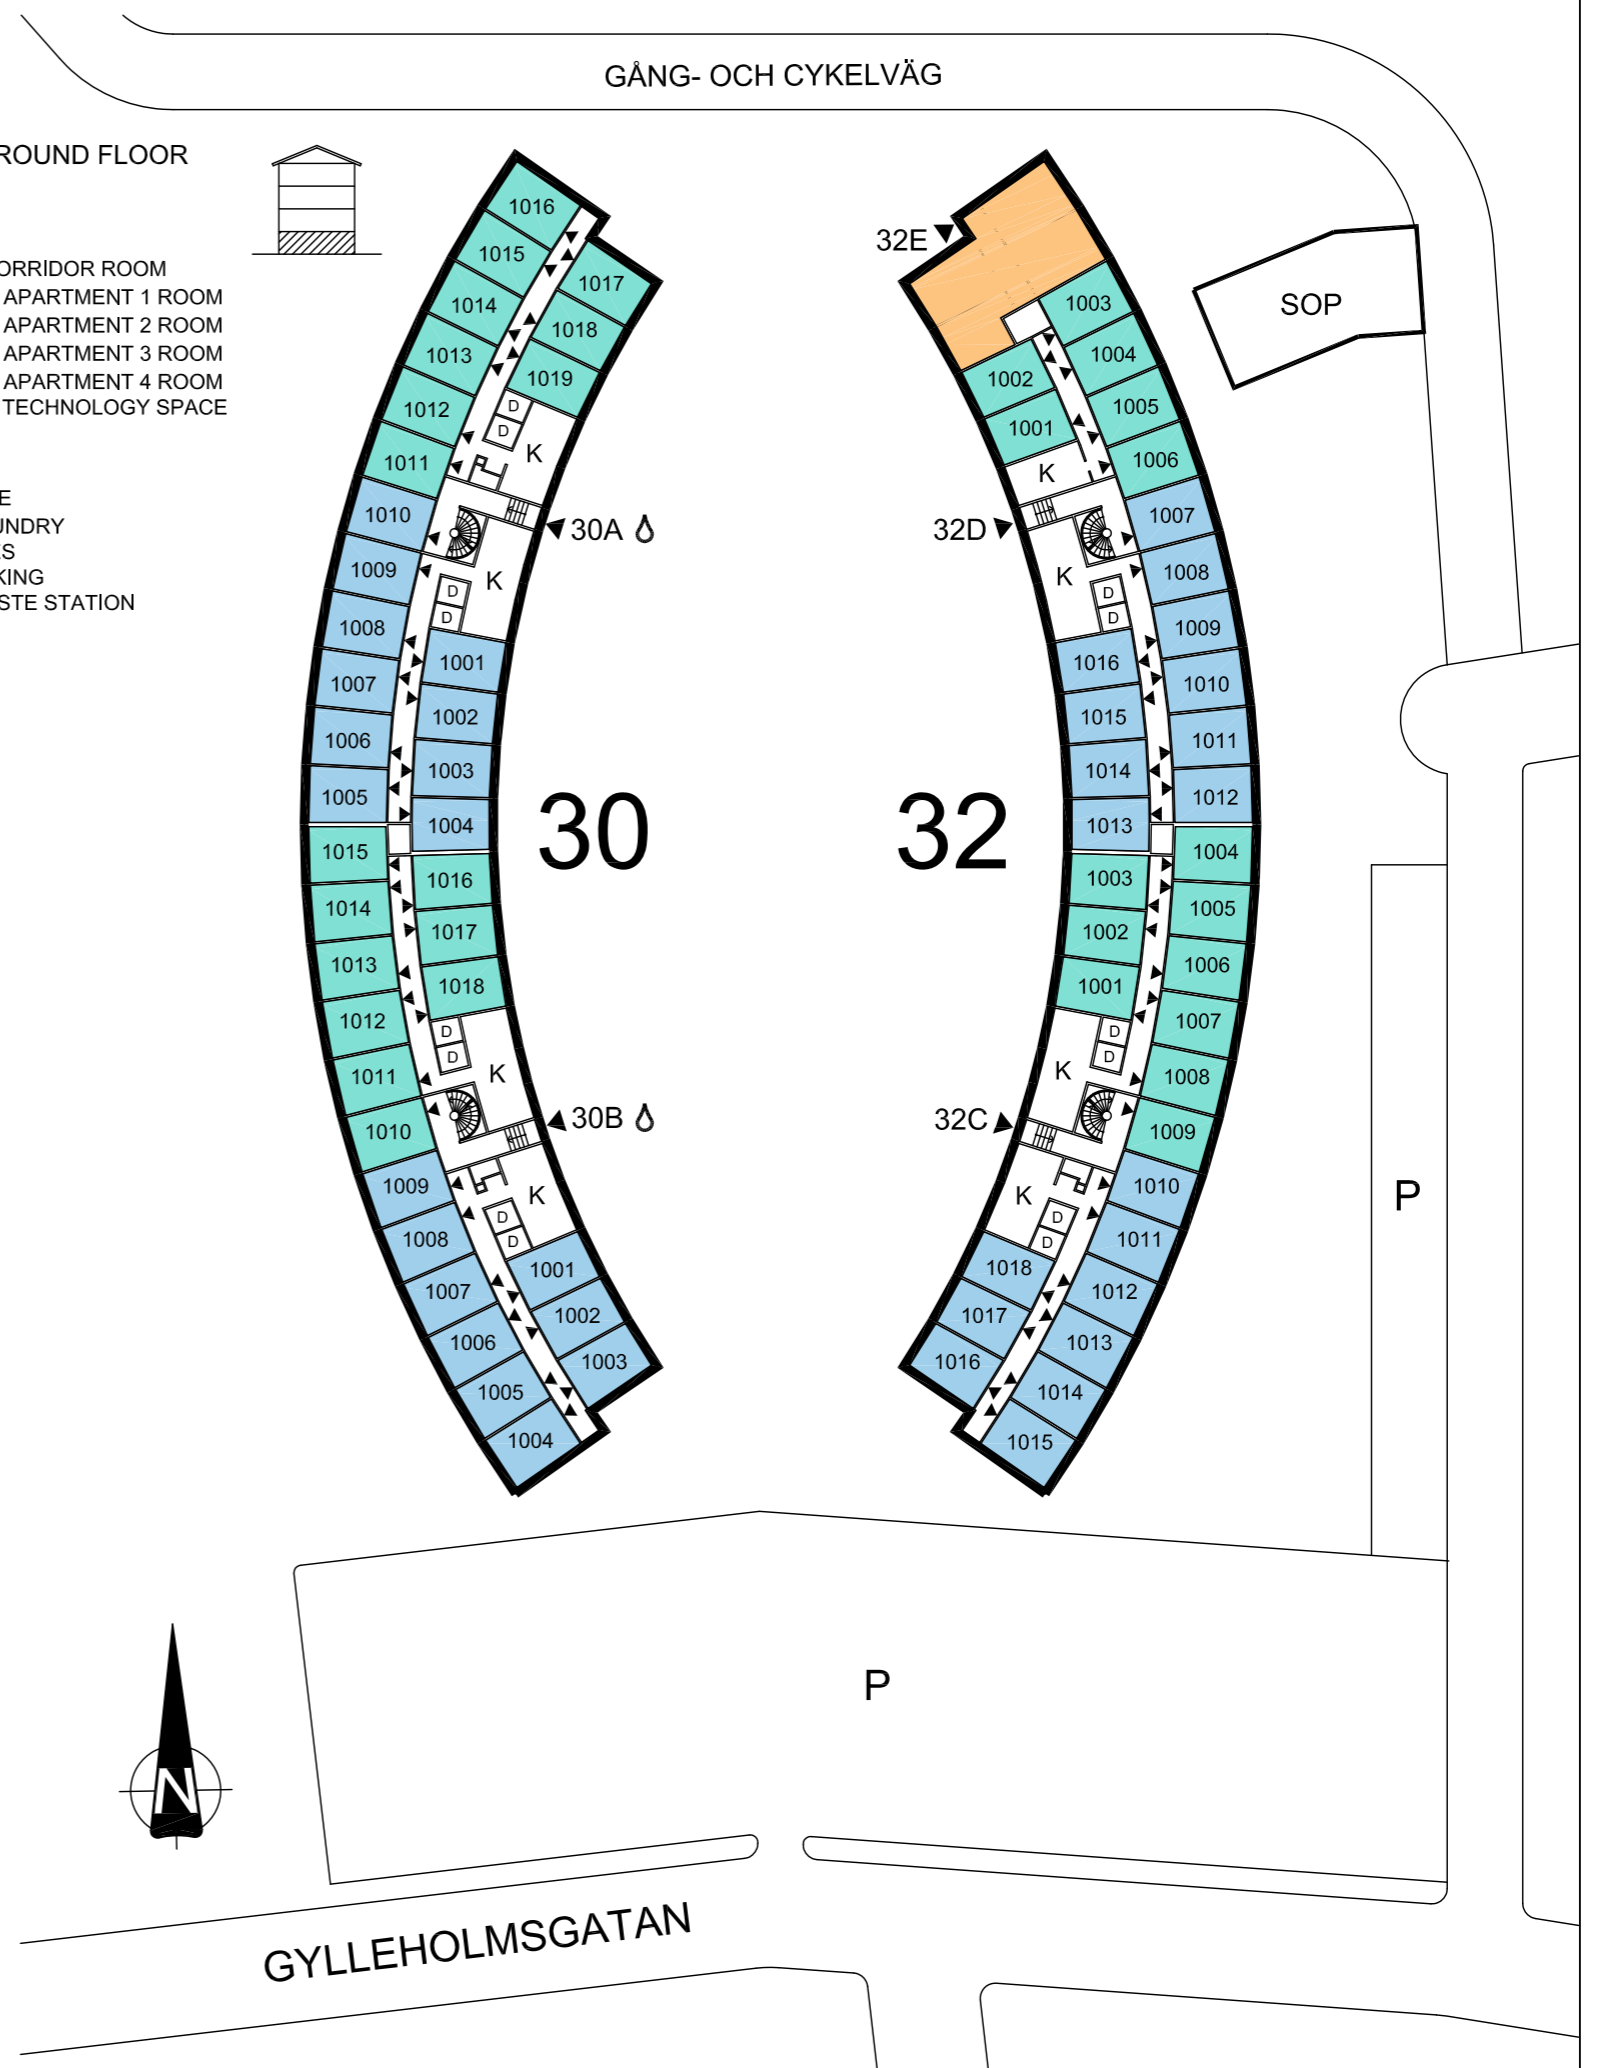 GÅNG- OCH CYKELVÄG
ROUND FLOOR
ORRIDOR ROOM
APARTMENT 1 ROOM
APARTMENT 2 ROOM
APARTMENT 3 ROOM
APARTMENT 4 ROOM
TECHNOLOGY SPACE
E
UNDRY
ES
KING
STE STATION
1016
1015
1014
1013
1012
1011
1010
1009
1008
1007
1006
1005
1017
1018
1019
D
D
K
30A
K
D
D
1001
1002
1003
1004
30
1015
1014
1013
1012
1011
1010
1009
1008
1007
1006
1005
1004
1016
1017
1018
D
D
K
30B
K
D
D
1001
1002
1003
32E
1003
1004
1005
1006
1002
1001
K
32D
K
D
D
1007
1008
1009
1010
1011
1012
1016
1015
1014
1013
32
1003
1002
1001
D
D
K
32C
K
D
D
1004
1005
1006
1007
1008
1009
1010
1011
1012
1013
1014
1015
1018
1017
1016
SOP
P
P
N
GYLLEHOLMSGATAN